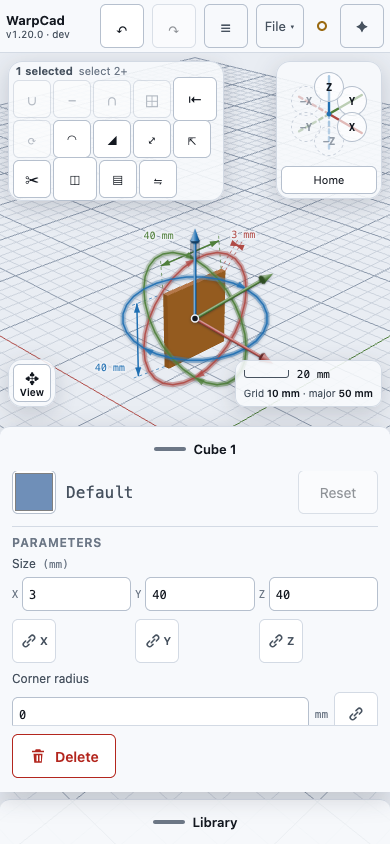 WarpCad
v1.20.0 · dev
File
1 selected select 2+
Z
-X
Y
-Y
X
-Z
Home
40 mm
3 mm
40 mm
View
20 mm
Grid 10 mm · major 50 mm
Cube 1
Default
Reset
PARAMETERS
Size (mm)
X 3 Y 40 Z 40
X Y Z
Corner radius
0 mm
Delete
Library